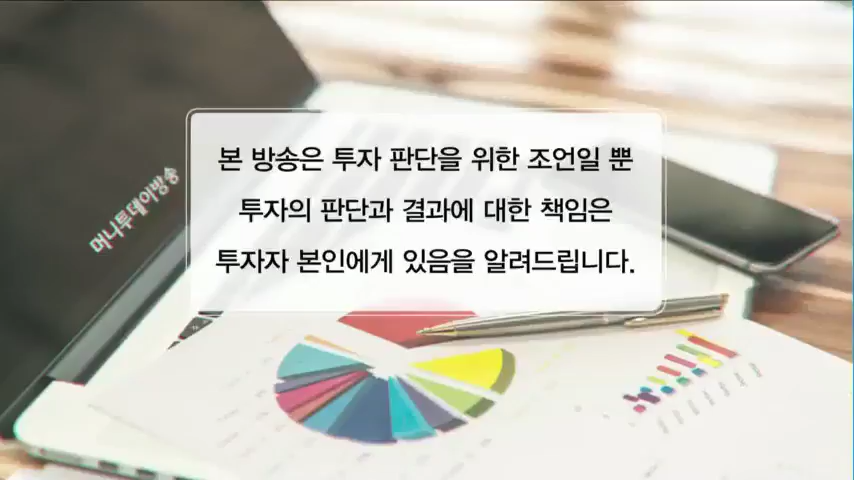 본 방송은 투자 판단을 위한 조언일 뿐
투자의 판단과 결과에 대한 책임은
투자자 본인에게 있음을 알려드립니다.
머니투데이방송